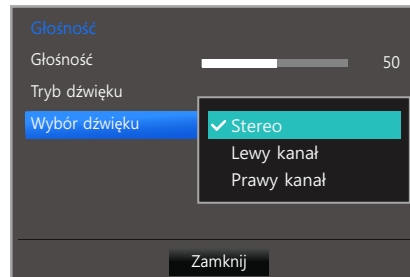 Głośność
Głośność 50
Tryb dźwięku
Wybór dźwięku
Stereo
Lewy kanał
Prawy kanał
Zamknij